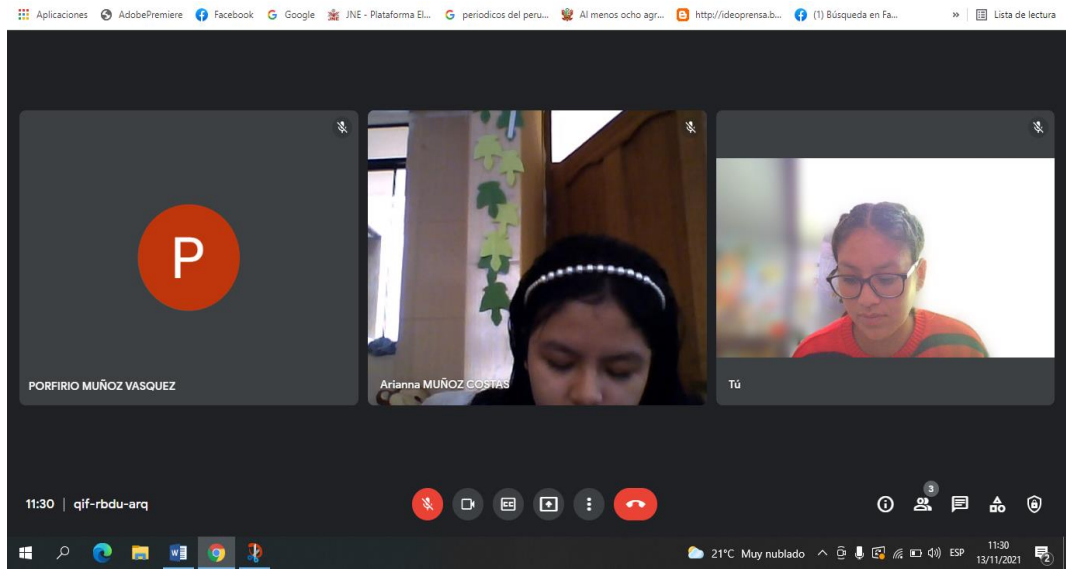 Aplicaciones AdobePremiere Facebook Google JNE - Plataforma El... periodicos del peru... Al menos ocho agr... http://ideoprensa.b... (1) Búsqueda en Fa... » Lista de lectura
P
PORFIRIO MUÑOZ VASQUEZ
Arianna MUÑOZ COSTAS
Tú
11:30 | qif-rbdu-arq
CC
3
21°C Muy nublado ESP 11:30
13/11/2021
2